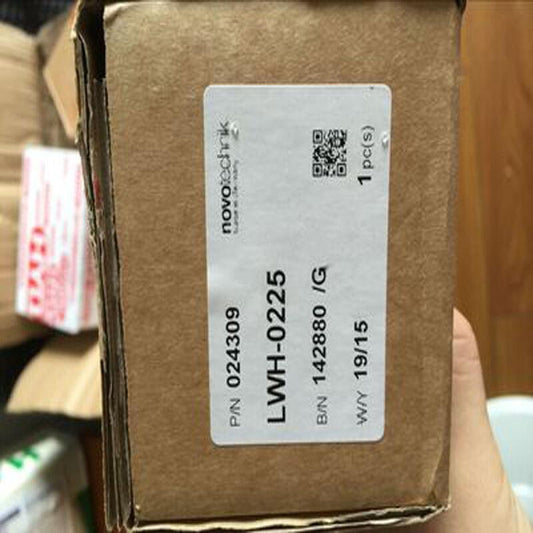 novotechnik
P/N 024309
LWH-0225
B/N 142880 /G
W/Y 19/15
1 pc(s)